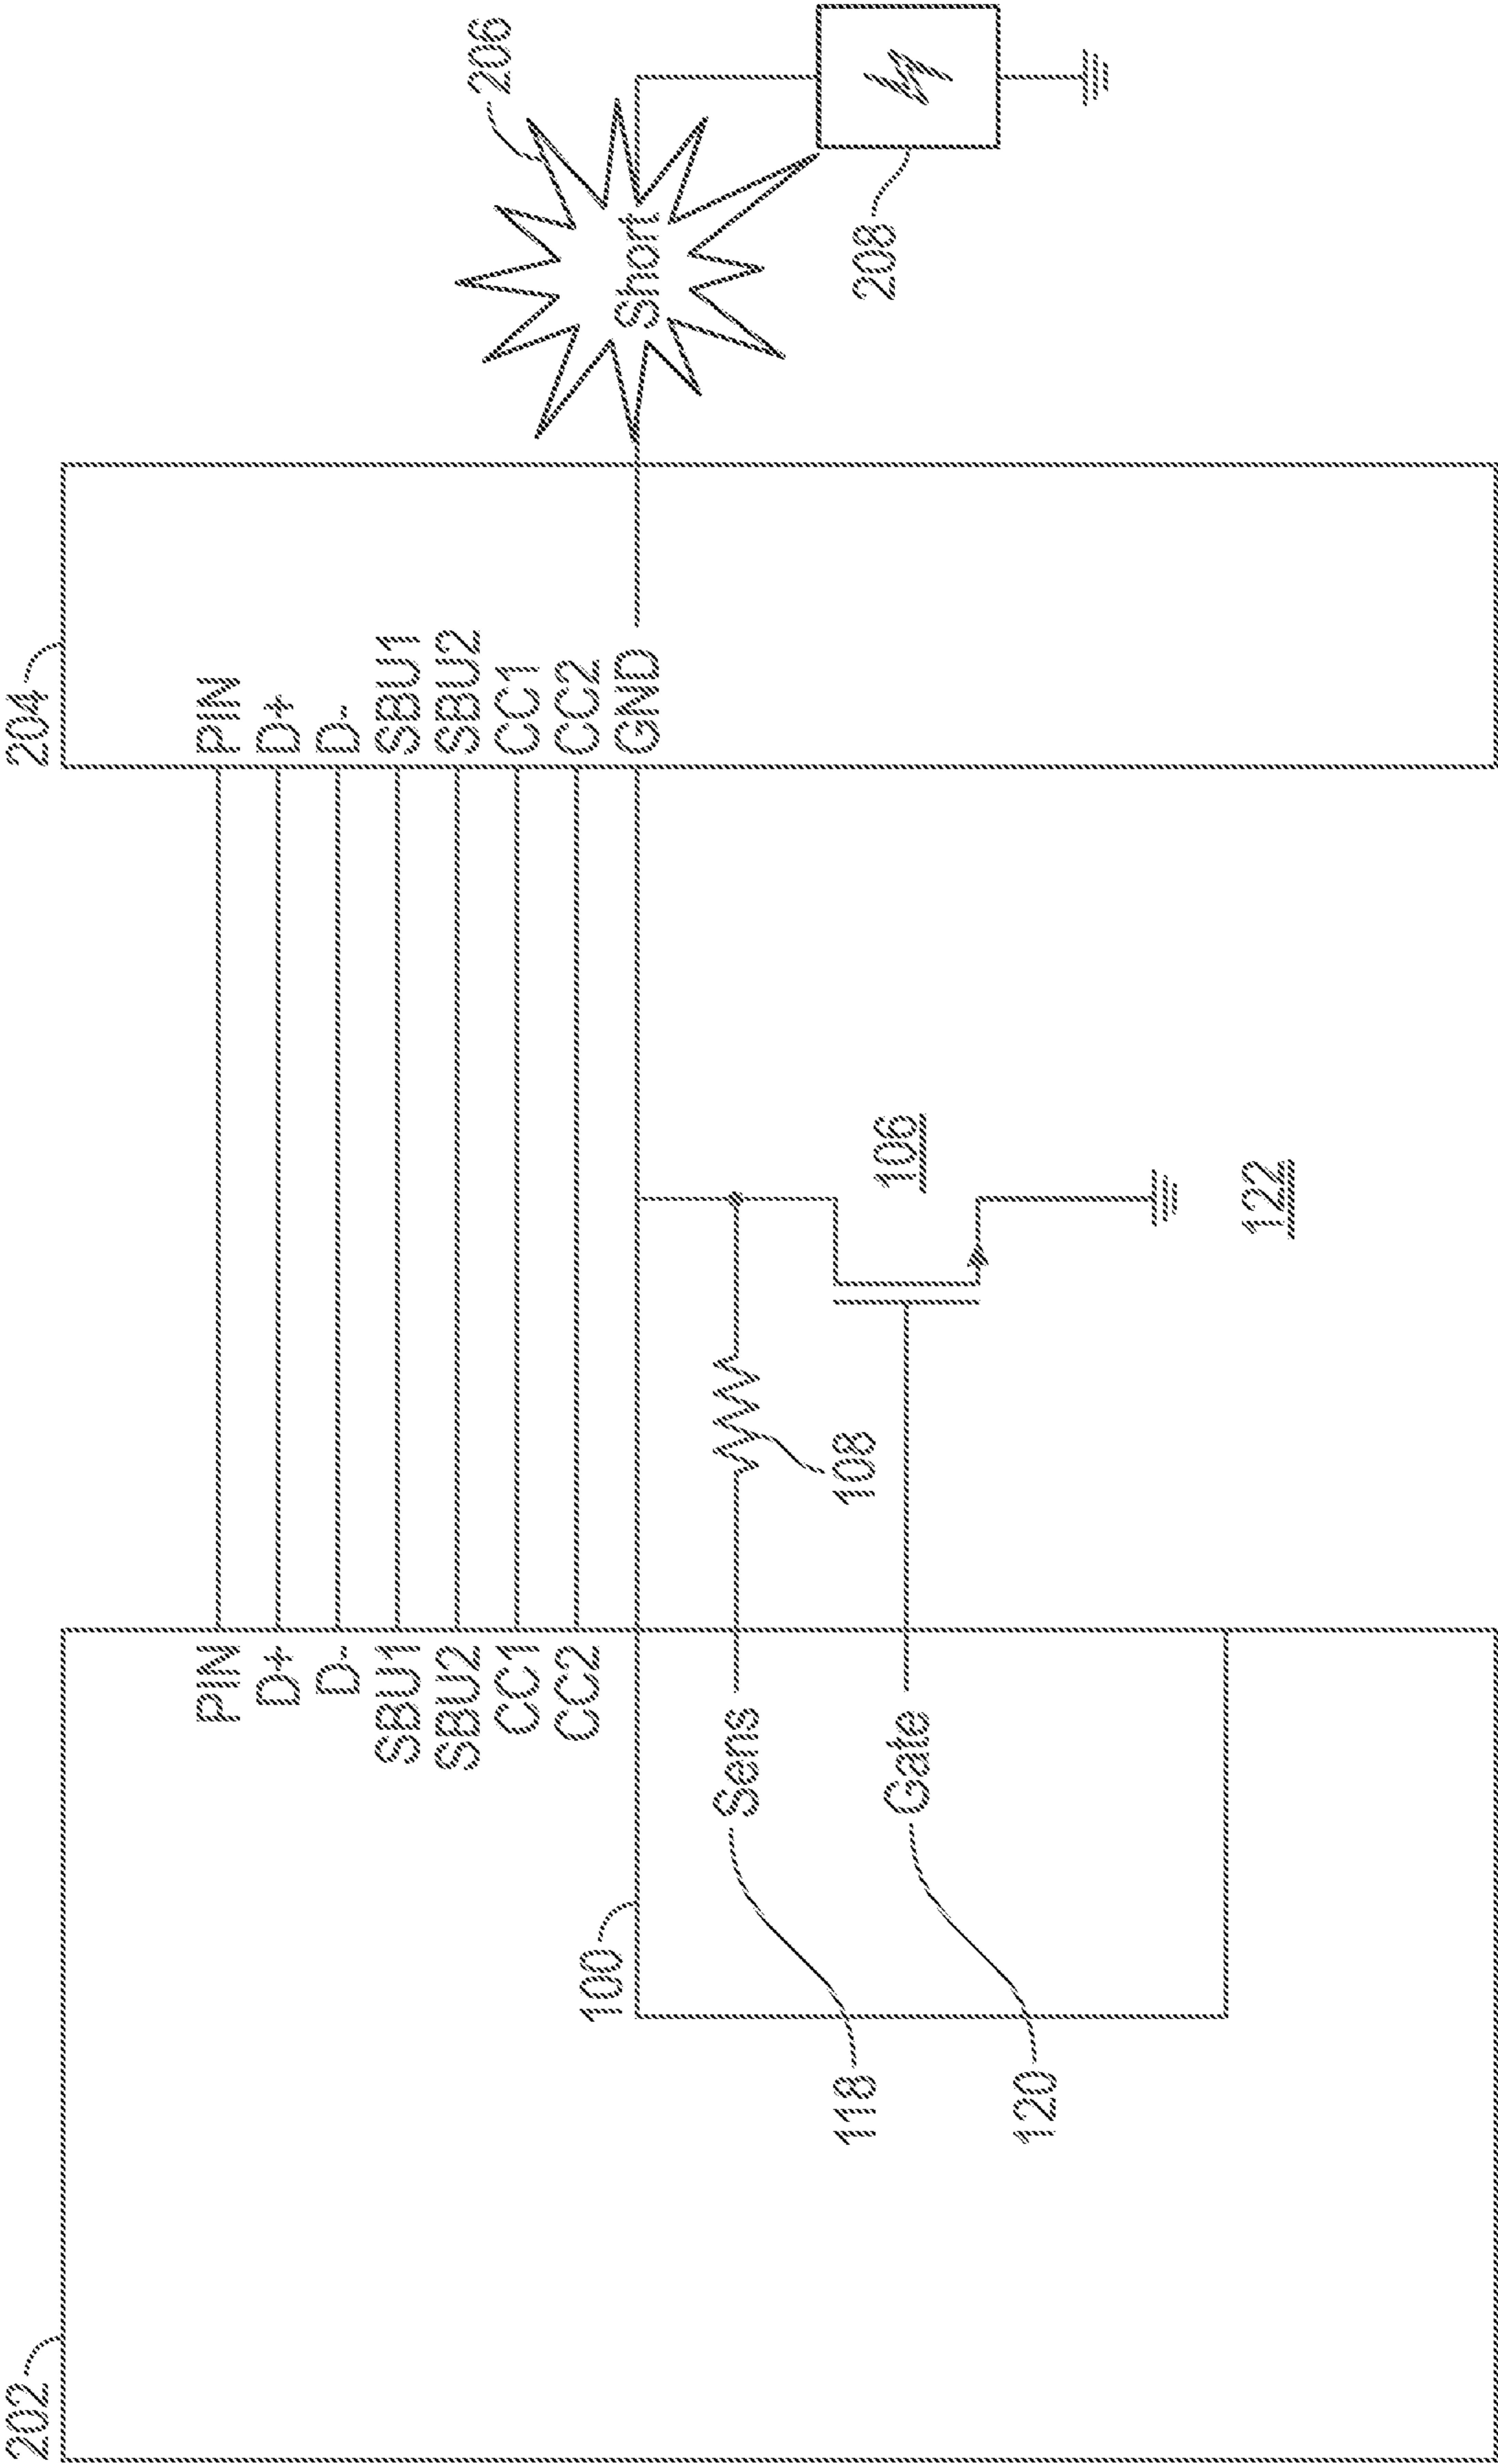 202
204
PIN
D+
D-
SBU1
SBU2
CC1
CC2
PIN
D+
D-
SBU1
SBU2
CC1
CC2
GND
206
Short
208
100
Sens
Gate
118
120
108
106
122